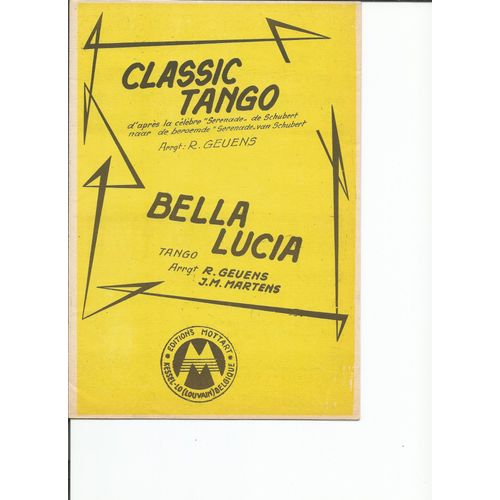 CLASSIC
TANGO
d'après la célèbre "Serenade„ de Schubert
naar de beroemde "Serenade„ van Schubert
Arrgt: R. GEUENS
BELLA
LUCIA
TANGO
Arrgt R. GEUENS
J.M. MARTENS
EDITIONS MOTTART
M
KESSEL-LO (LOUVAIN) BELGIQUE